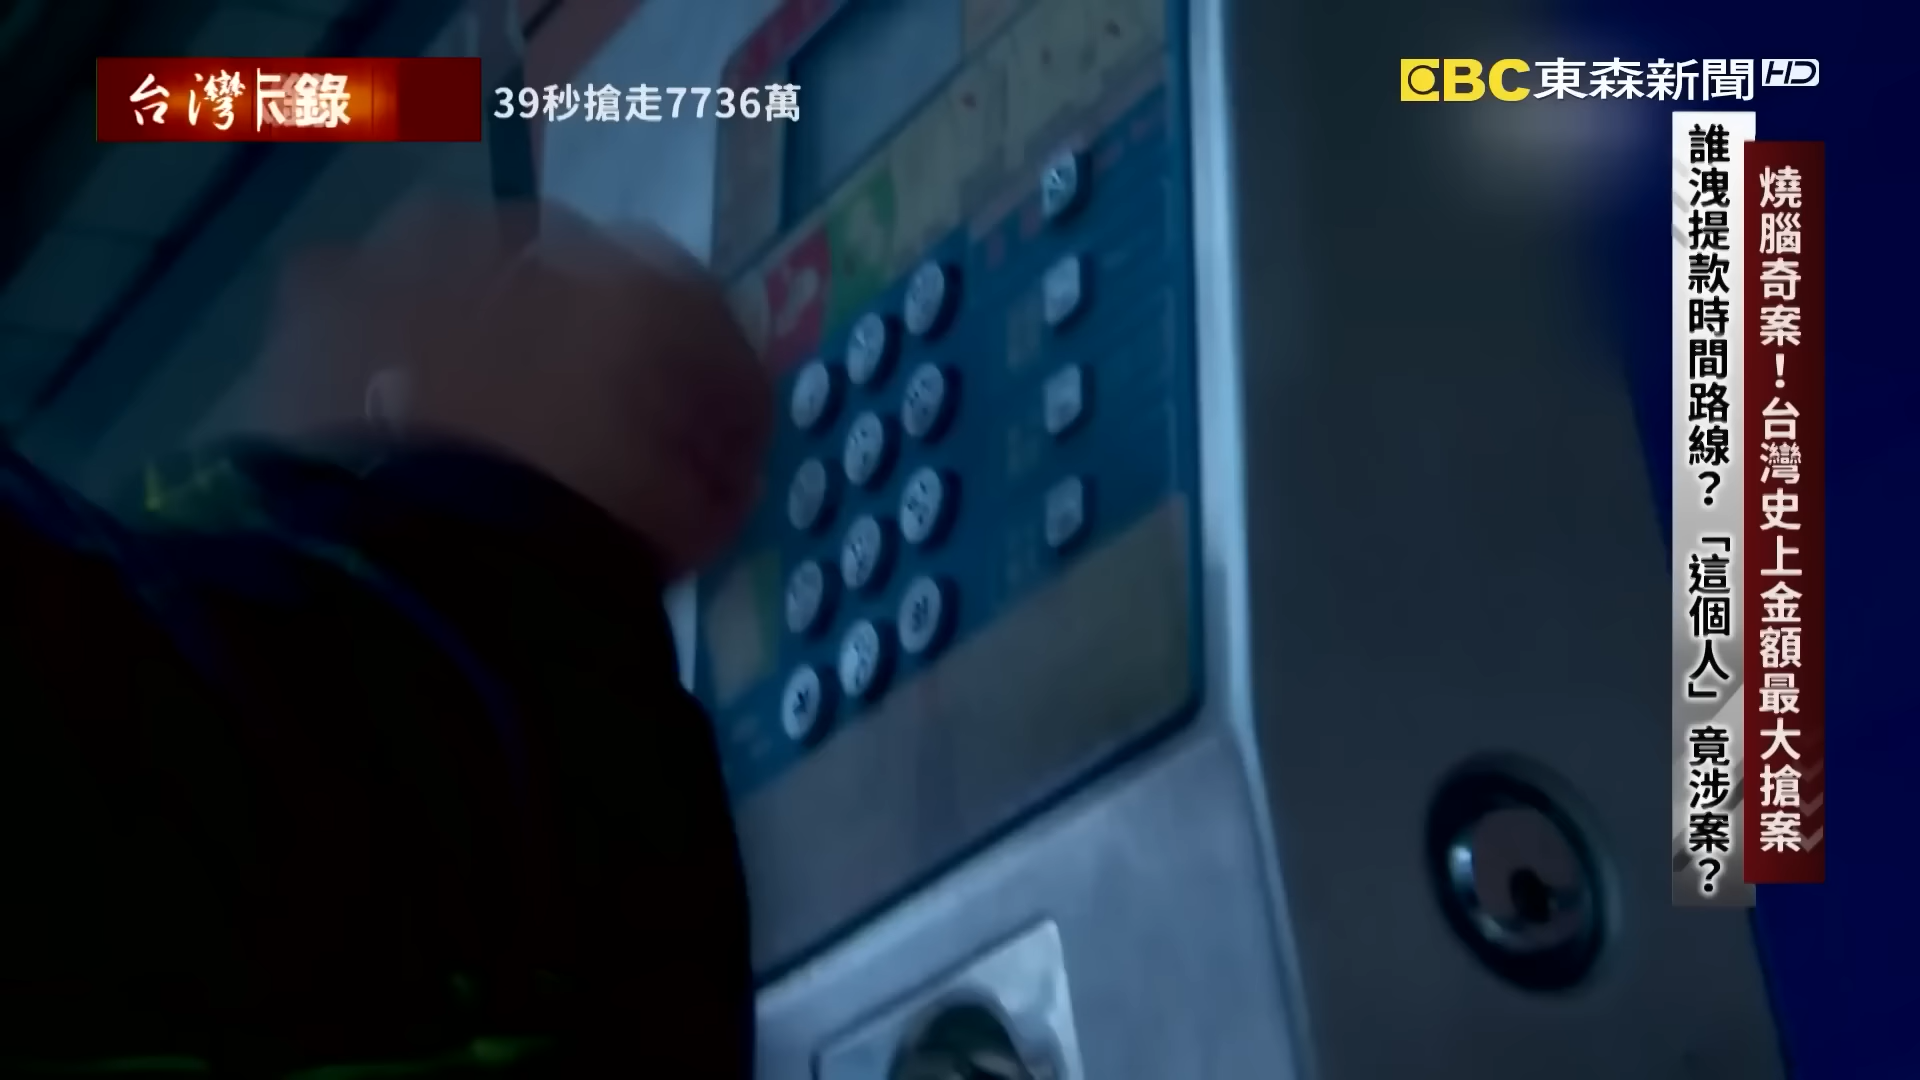 台灣
錄
39秒搶走7736萬
EBC東森新聞HD
燒腦奇案！台灣史上金額最大搶案
誰洩提款時間路線？「這個人」竟涉案？